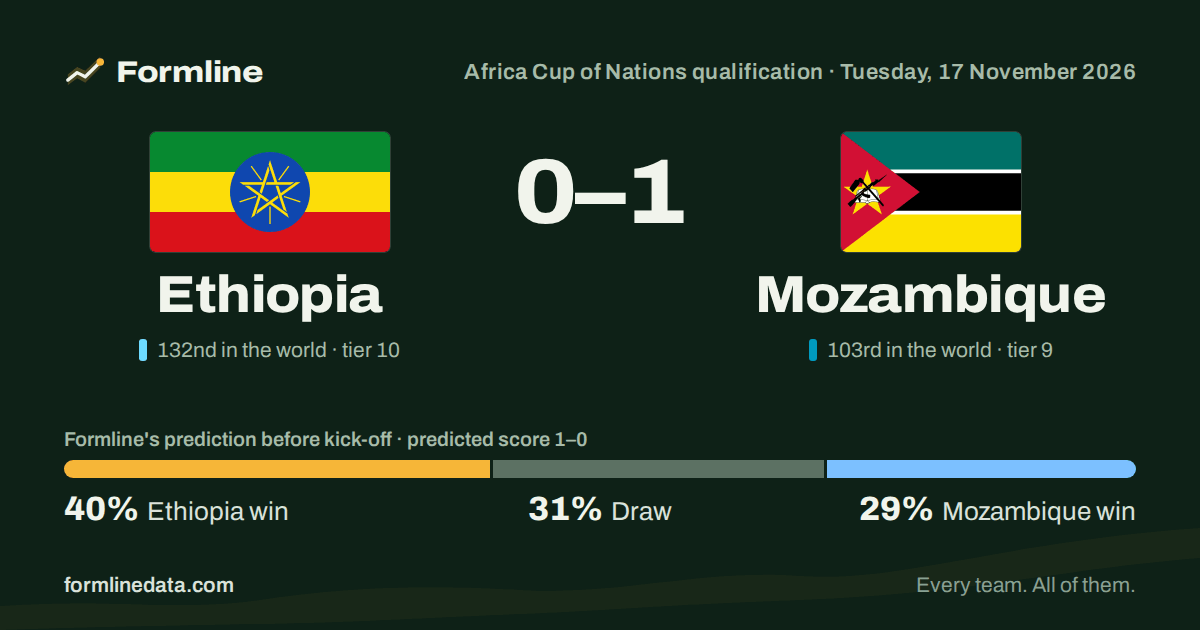 Formline
Africa Cup of Nations qualification · Tuesday, 17 November 2026
0–1
Ethiopia
Mozambique
132nd in the world · tier 10
103rd in the world · tier 9
Formline's prediction before kick-off · predicted score 1–0
40% Ethiopia win
31% Draw
29% Mozambique win
formlinedata.com
Every team. All of them.